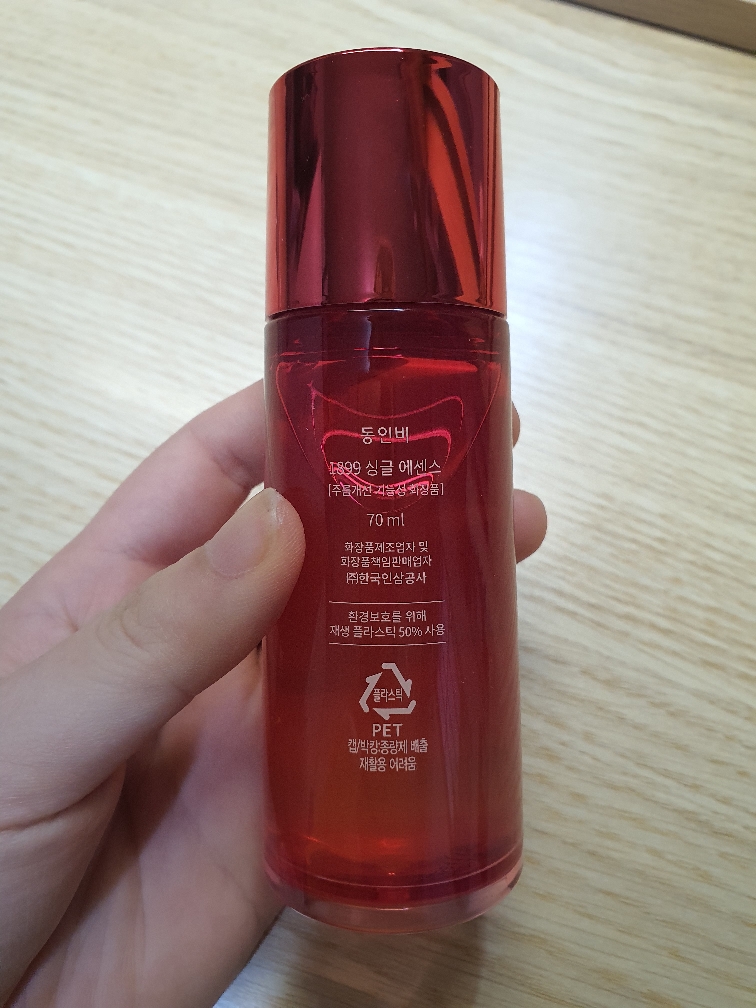 동인비
1899 싱글 에센스
[주름개선 기능성 화장품]
70 ml
화장품제조업자 및
화장품책임판매업자
㈜한국인삼공사
환경보호를 위해
재생 플라스틱 50% 사용
플라스틱
PET
캡/박캉:종량제 배출
재활용 어려움